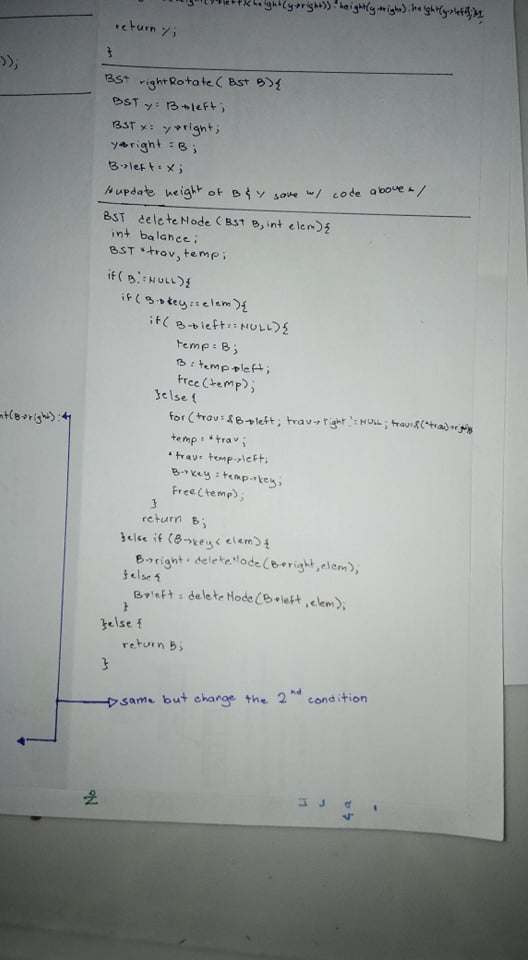 <height(y->right)) ? height(y->right) : height(y->left))+1
return y;
}
));
BST rightRotate( BST B){
BST y = B->left;
BST x = y->right;
y->right = B;
B->left = x;
/*update height of B & y same w/ code above */
BST deleteNode (BST B, int elem){
int balance;
BST *trav, temp;
if( B != NULL){
if( B->key == elem){
if( B->left == NULL){
temp = B;
B = temp->left;
free(temp);
}else{
for( trav = &B->left; trav->right != NULL; trav = &(*trav)->right
temp = *trav;
*trav = temp->left;
B->key = temp->key;
free(temp);
}
return B;
}else if (B->key < elem){
B->right = deleteNode(B->right, elem);
}else{
B->left = deleteNode(B->left, elem);
}
}else{
return B;
}
ht(B->right):
same but change the 2nd condition